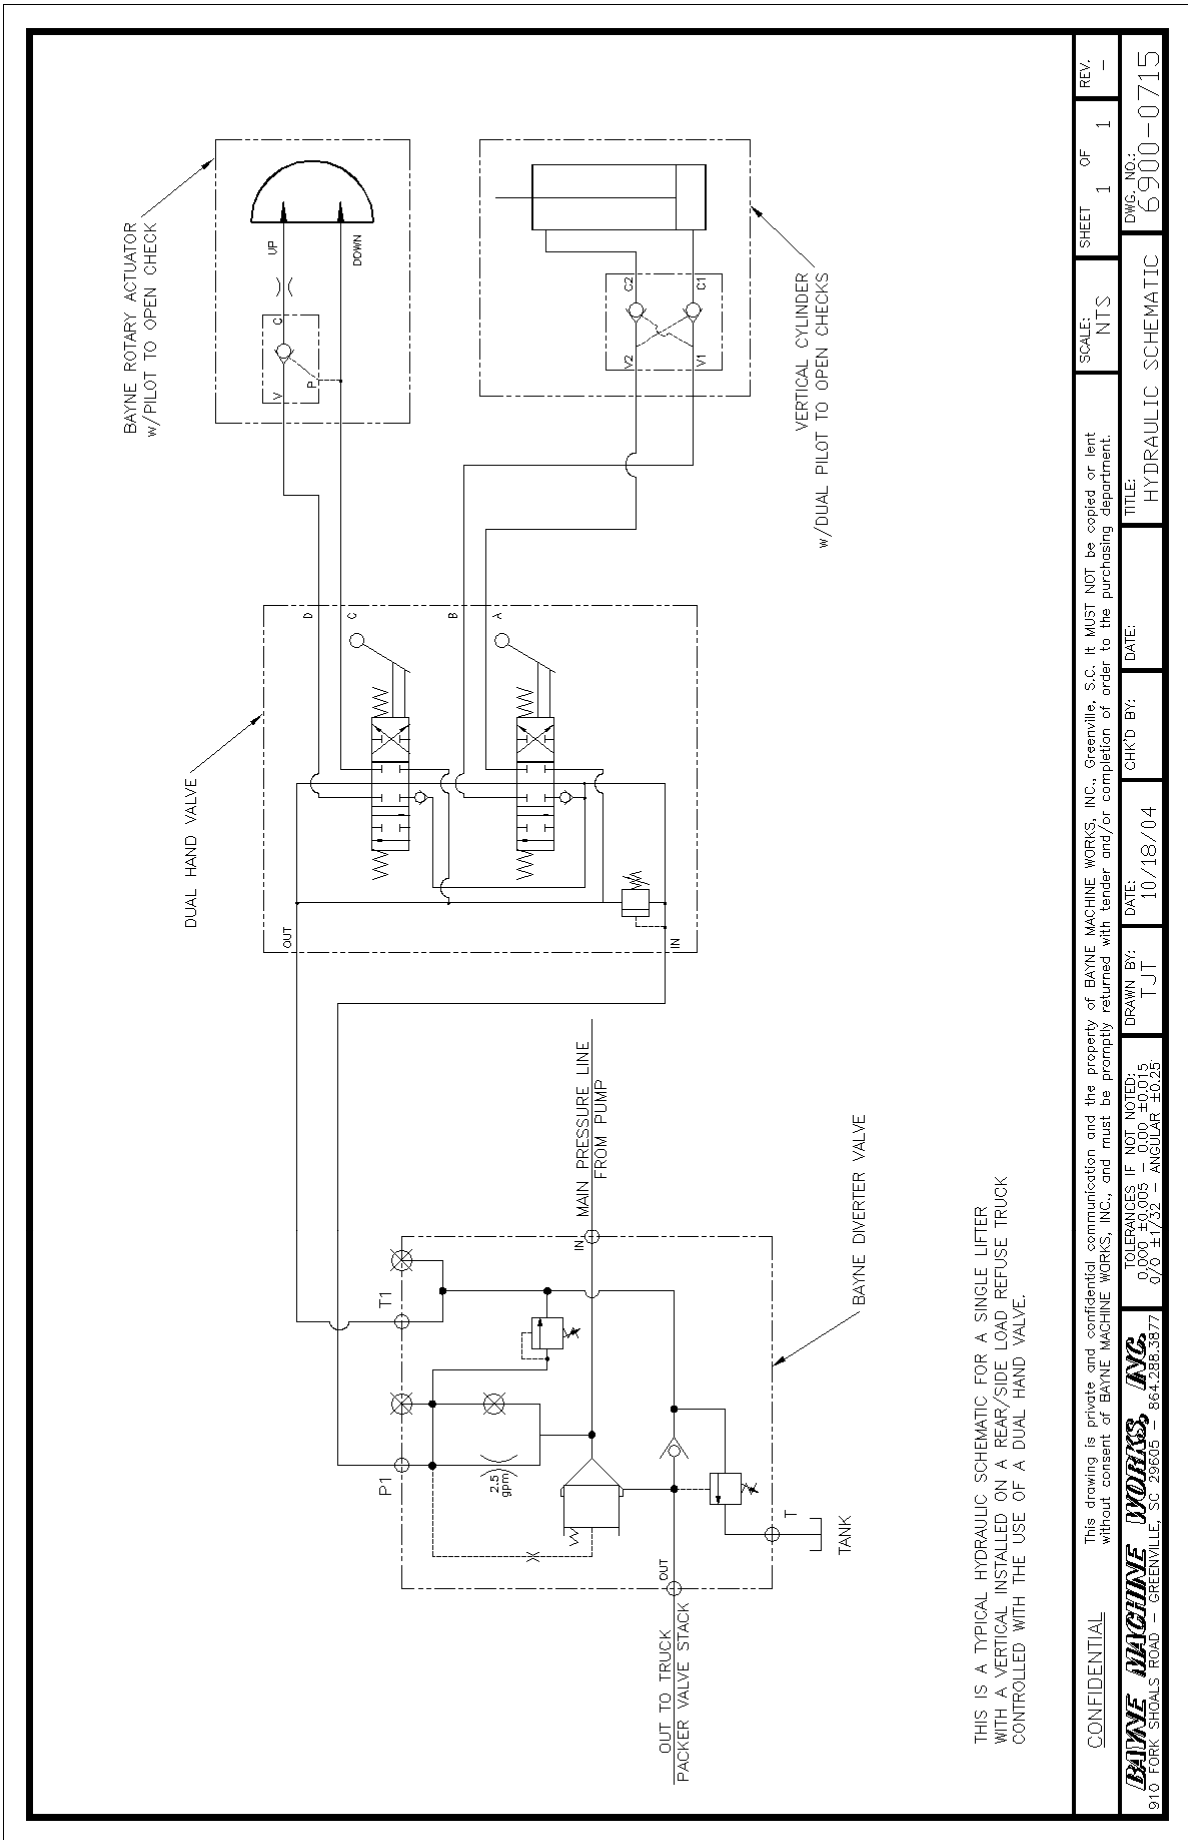 BAYNE ROTARY ACTUATOR
w/PILOT TO OPEN CHECK
UP
DOWN
C
V
P
VERTICAL CYLINDER
w/DUAL PILOT TO OPEN CHECKS
C2
C1
V2
V1
DUAL HAND VALVE
D
C
B
A
OUT
IN
MAIN PRESSURE LINE
FROM PUMP
IN
T1
P1
2.5
gpm
BAYNE DIVERTER VALVE
OUT
T
TANK
OUT TO TRUCK
PACKER VALVE STACK
THIS IS A TYPICAL HYDRAULIC SCHEMATIC FOR A SINGLE LIFTER
WITH A VERTICAL INSTALLED ON A REAR/SIDE LOAD REFUSE TRUCK
CONTROLLED WITH THE USE OF A DUAL HAND VALVE.
CONFIDENTIAL
This drawing is private and confidential communication and the property of BAYNE MACHINE WORKS, INC., Greenville, S.C. It MUST NOT be copied or lent
without consent of BAYNE MACHINE WORKS, INC., and must be promptly returned with tender and/or completion of order to the purchasing department.
SCALE:
NTS
SHEET 1 OF 1
REV.
-
BAYNE MACHINE WORKS, INC.
910 FORK SHOALS ROAD - GREENVILLE, SC 29605 - 864.288.3877
TOLERANCES IF NOT NOTED:
0.000 ±0.005 - 0.00 ±0.015
0/0 ±1/32 - ANGULAR ±0.25
DRAWN BY:
TJT
DATE:
10/18/04
CHK'D BY:
DATE:
TITLE:
HYDRAULIC SCHEMATIC
DWG. NO.:
6900-0715